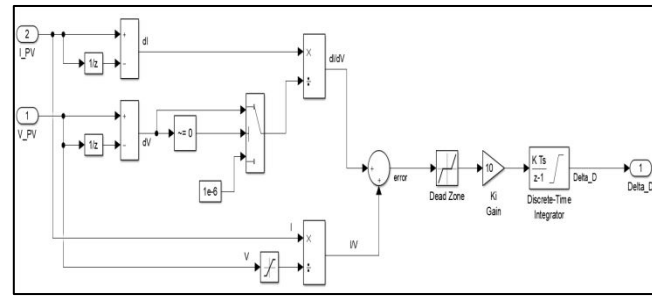 2
I_PV
1/z
+
−
dI
×
÷
dI/dV
1
V_PV
1/z
+
−
dV
~= 0
1e-6
I
V
×
÷
I/V
+
+
error
Dead Zone
10
Ki
Gain
K Ts
z-1
Discrete-Time
Integrator
Delta_D
1
Delta_D